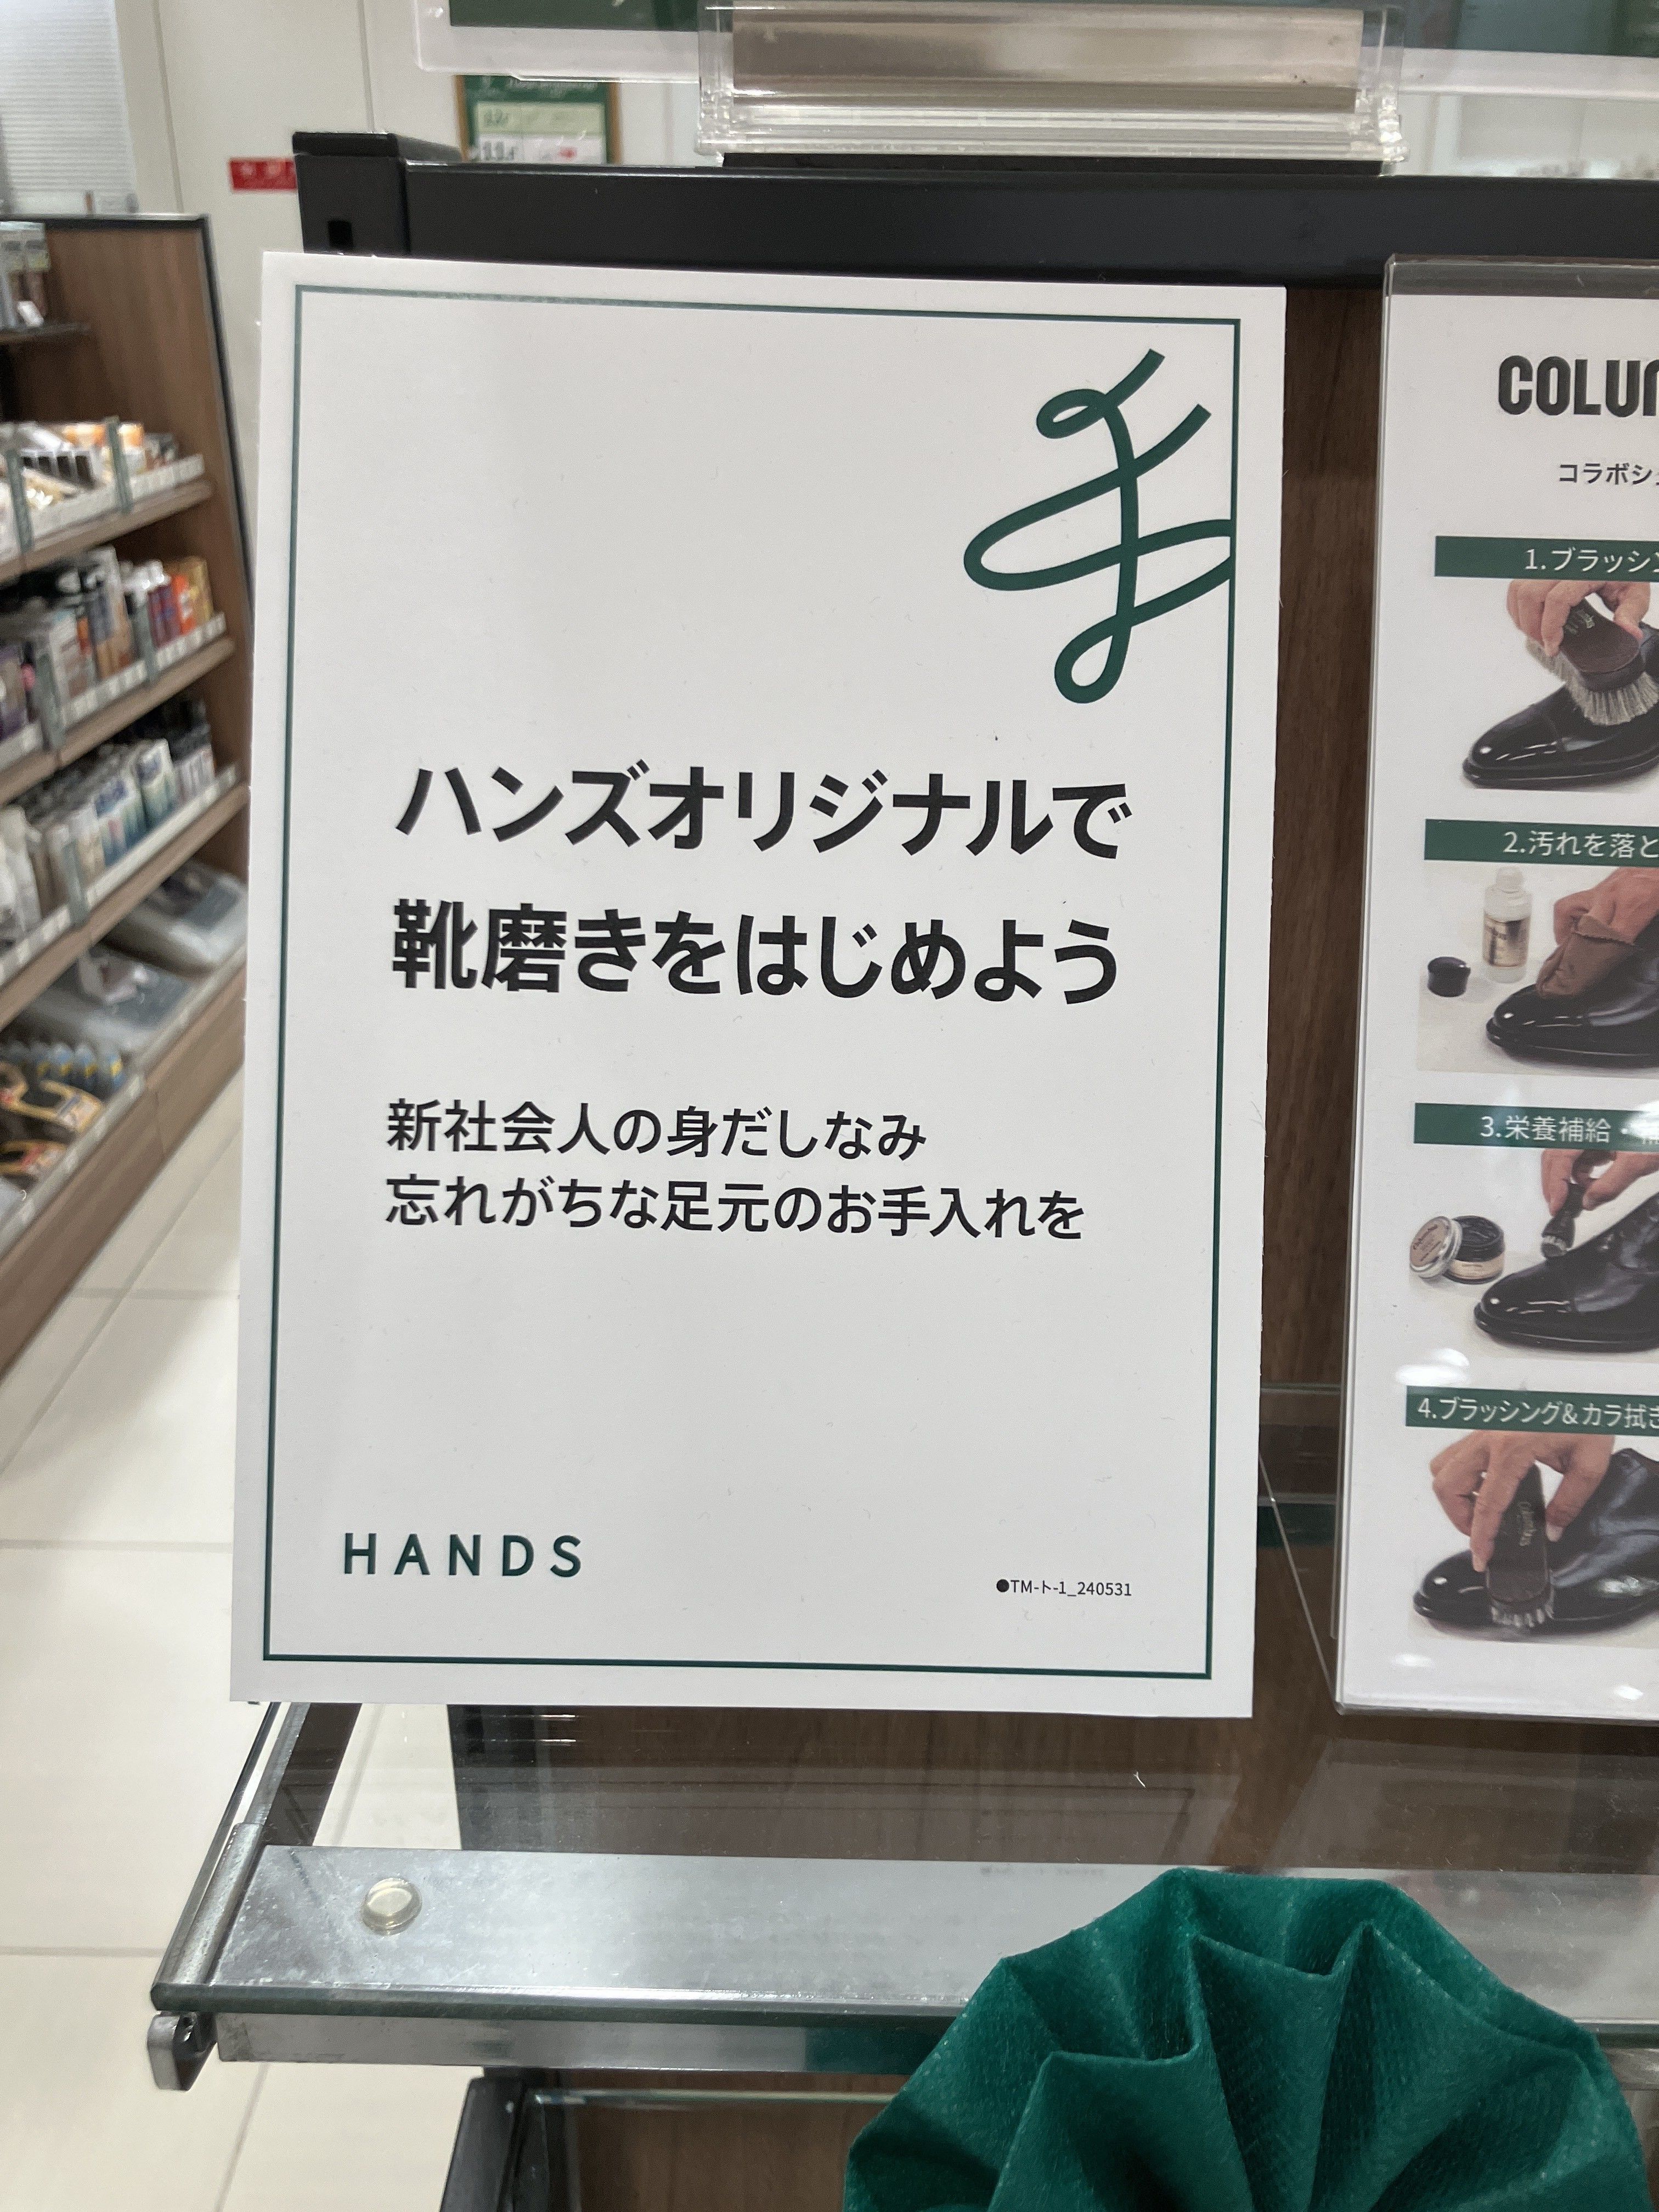 ハンズオリジナルで
靴磨きをはじめよう
新社会人の身だしなみ
忘れがちな足元のお手入れを
HANDS
●TM-ト-1_240531
コラボシ
1.ブラッシン
2.汚れを落と
3.栄養補給・補
4.ブラッシング&カラ拭き